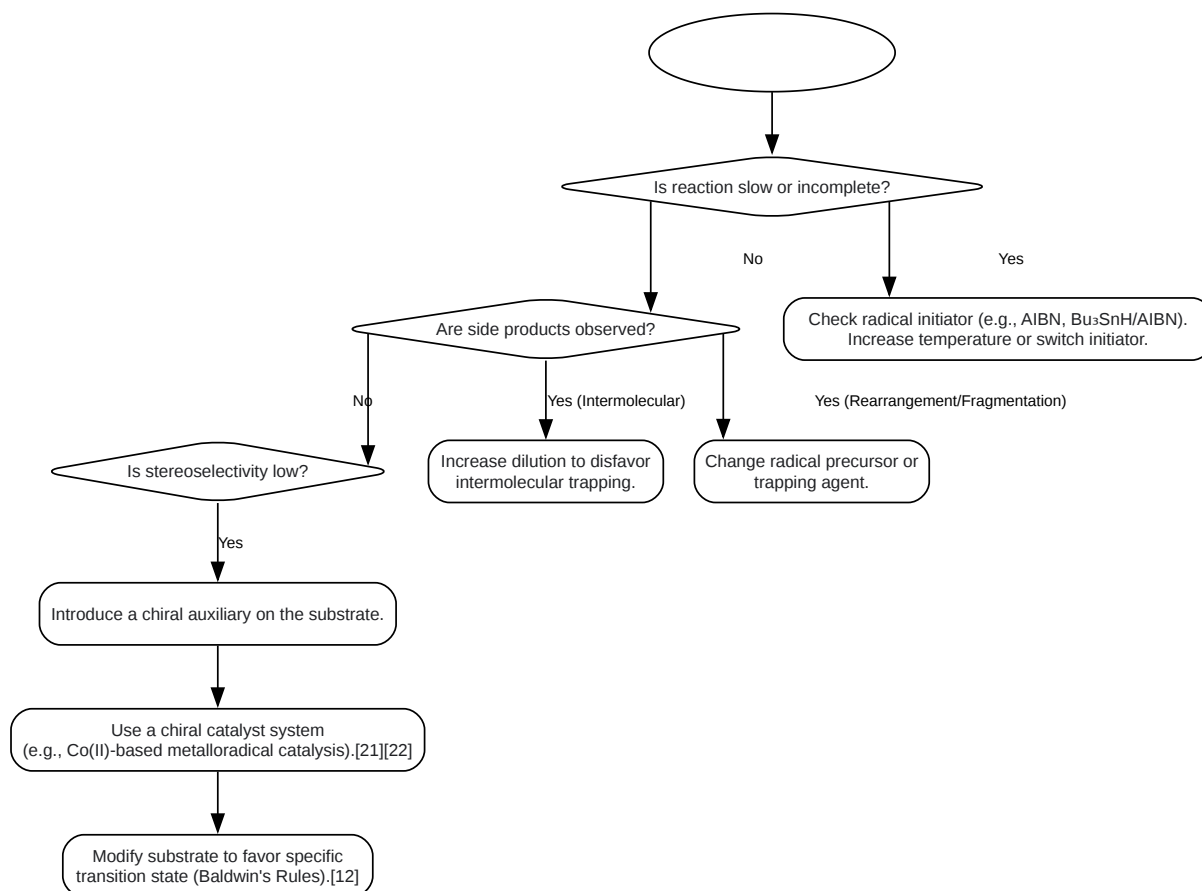 Is reaction slow or incomplete?
No
Yes
Are side products observed?
Check radical initiator (e.g., AIBN, Bu₃SnH/AIBN).
Increase temperature or switch initiator.
No
Yes (Intermolecular)
Yes (Rearrangement/Fragmentation)
Is stereoselectivity low?
Increase dilution to disfavor
intermolecular trapping.
Change radical precursor or
trapping agent.
Yes
Introduce a chiral auxiliary on the substrate.
Use a chiral catalyst system
(e.g., Co(II)-based metalloradical catalysis).[21][22]
Modify substrate to favor specific
transition state (Baldwin's Rules).[12]